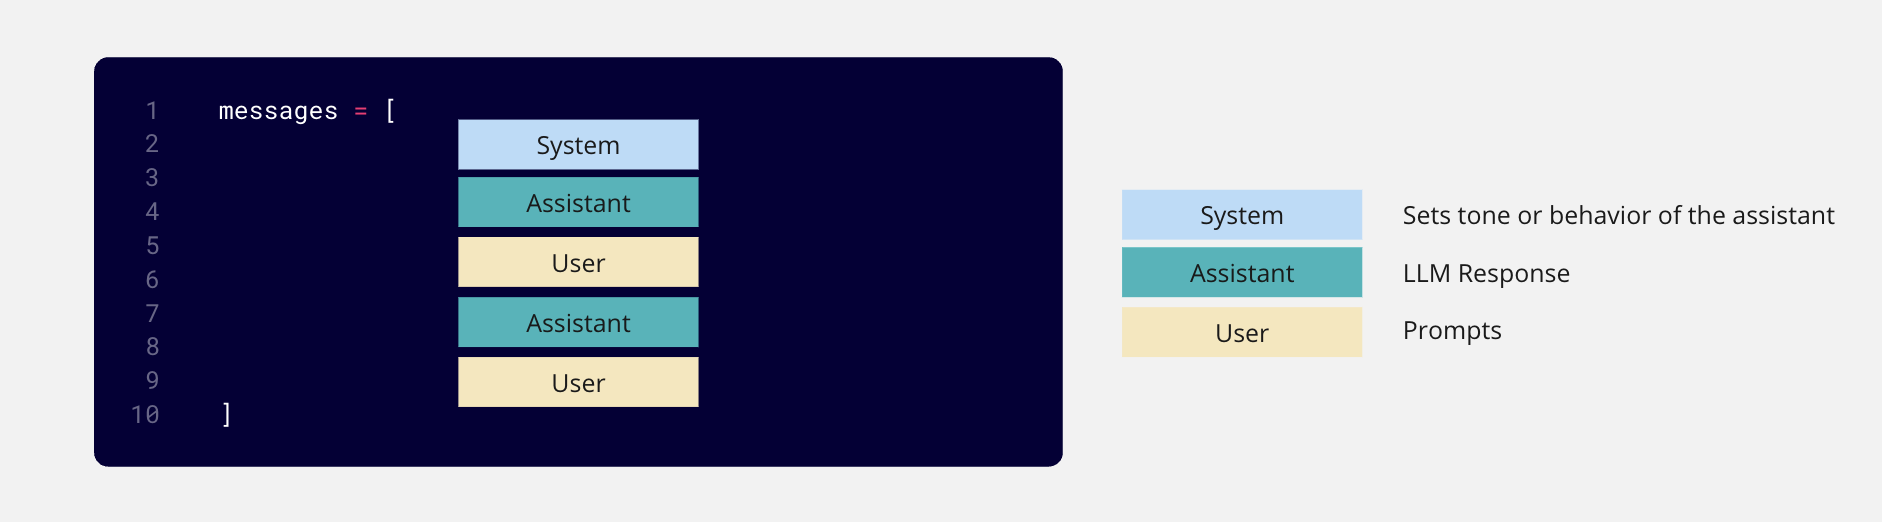 1 messages = [
2 System
3
4 Assistant
5 User
6
7 Assistant
8
9 User
10 ]
System Sets tone or behavior of the assistant
Assistant LLM Response
User Prompts